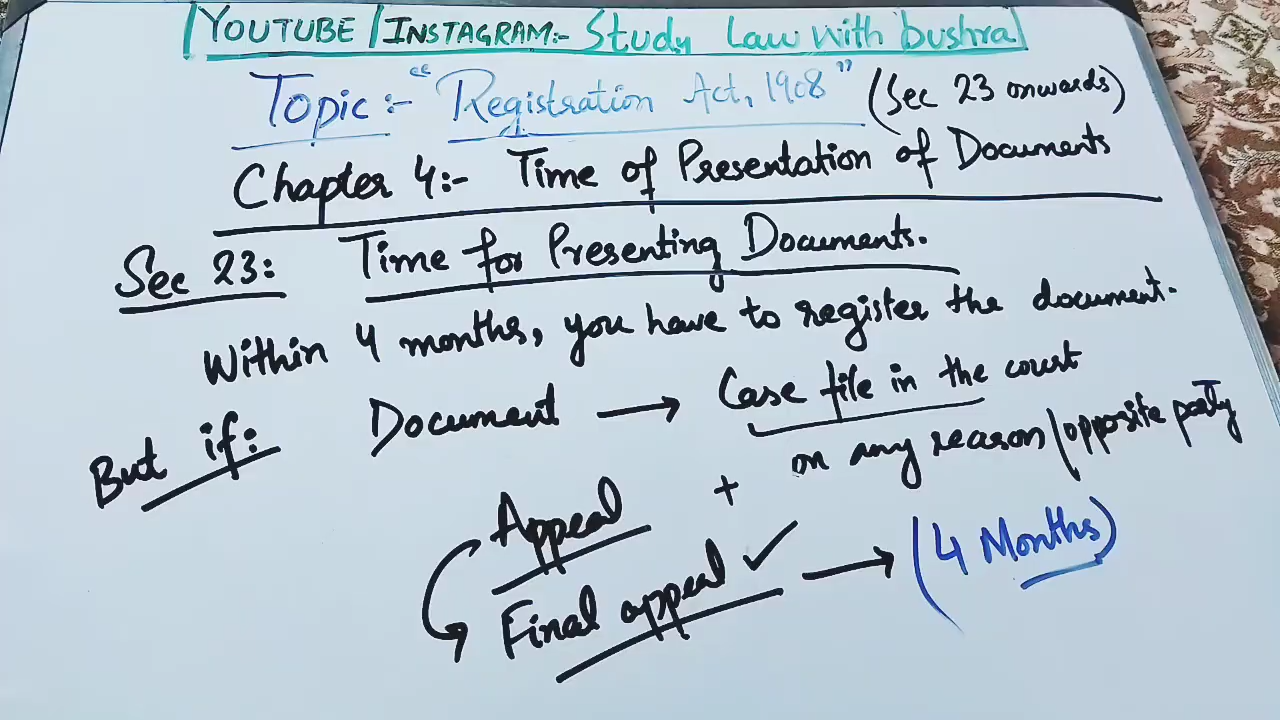 YOUTUBE / INSTAGRAM:- Study Law with bushra
Topic:- "Registration Act, 1908" (Sec 23 onwards)
Chapter 4:- Time of Presentation of Documents
Sec 23: Time for Presenting Documents.
Within 4 months, you have to register the document.
But if: Document → Case file in the court
on any reason/opposite party
Appeal +
Final appeal ✓ → (4 Months)